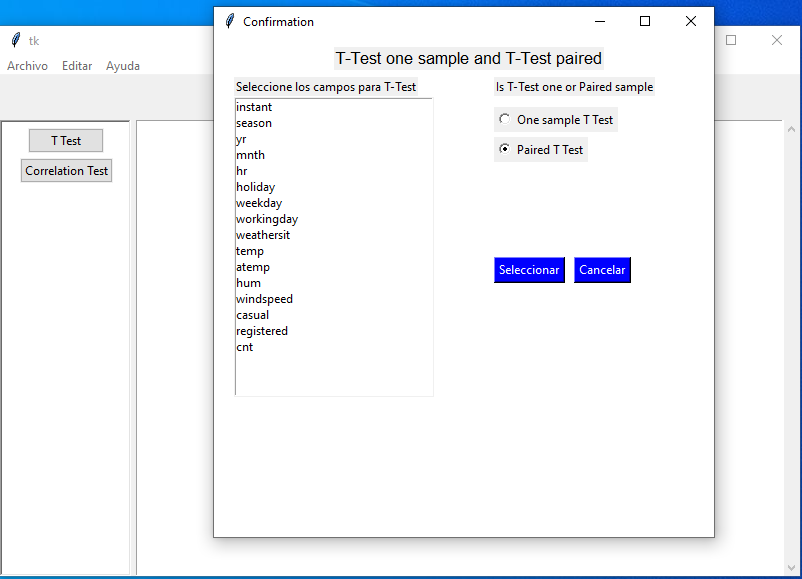 tk
Archivo Editar Ayuda
T Test
Correlation Test
Confirmation
T-Test one sample and T-Test paired
Seleccione los campos para T-Test
instant
season
yr
mnth
hr
holiday
weekday
workingday
weathersit
temp
atemp
hum
windspeed
casual
registered
cnt
Is T-Test one or Paired sample
One sample T Test
Paired T Test
Seleccionar Cancelar